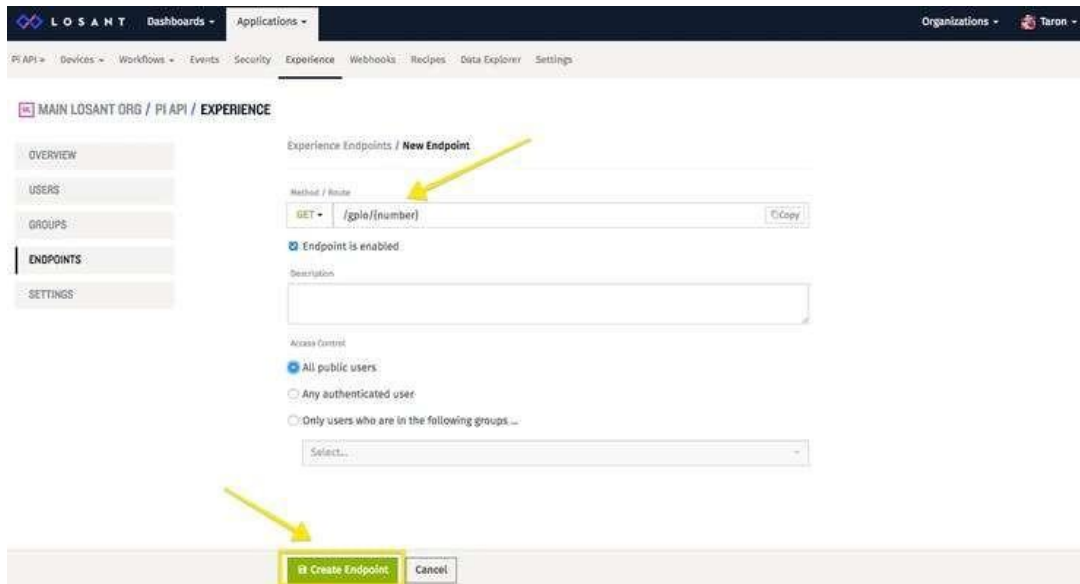 LOSANT Dashboards Applications Organizations Taron
Pi API Devices Workflows Events Security Experience Webhooks Recipes Data Explorer Settings
MAIN LOSANT ORG / PI API / EXPERIENCE
OVERVIEW
USERS
GROUPS
ENDPOINTS
SETTINGS
Experience Endpoints / New Endpoint
Method / Route
GET /gpio/{number} Copy
Endpoint is enabled
Description
Access Control
All public users
Any authenticated user
Only users who are in the following groups ...
Select...
Create Endpoint Cancel